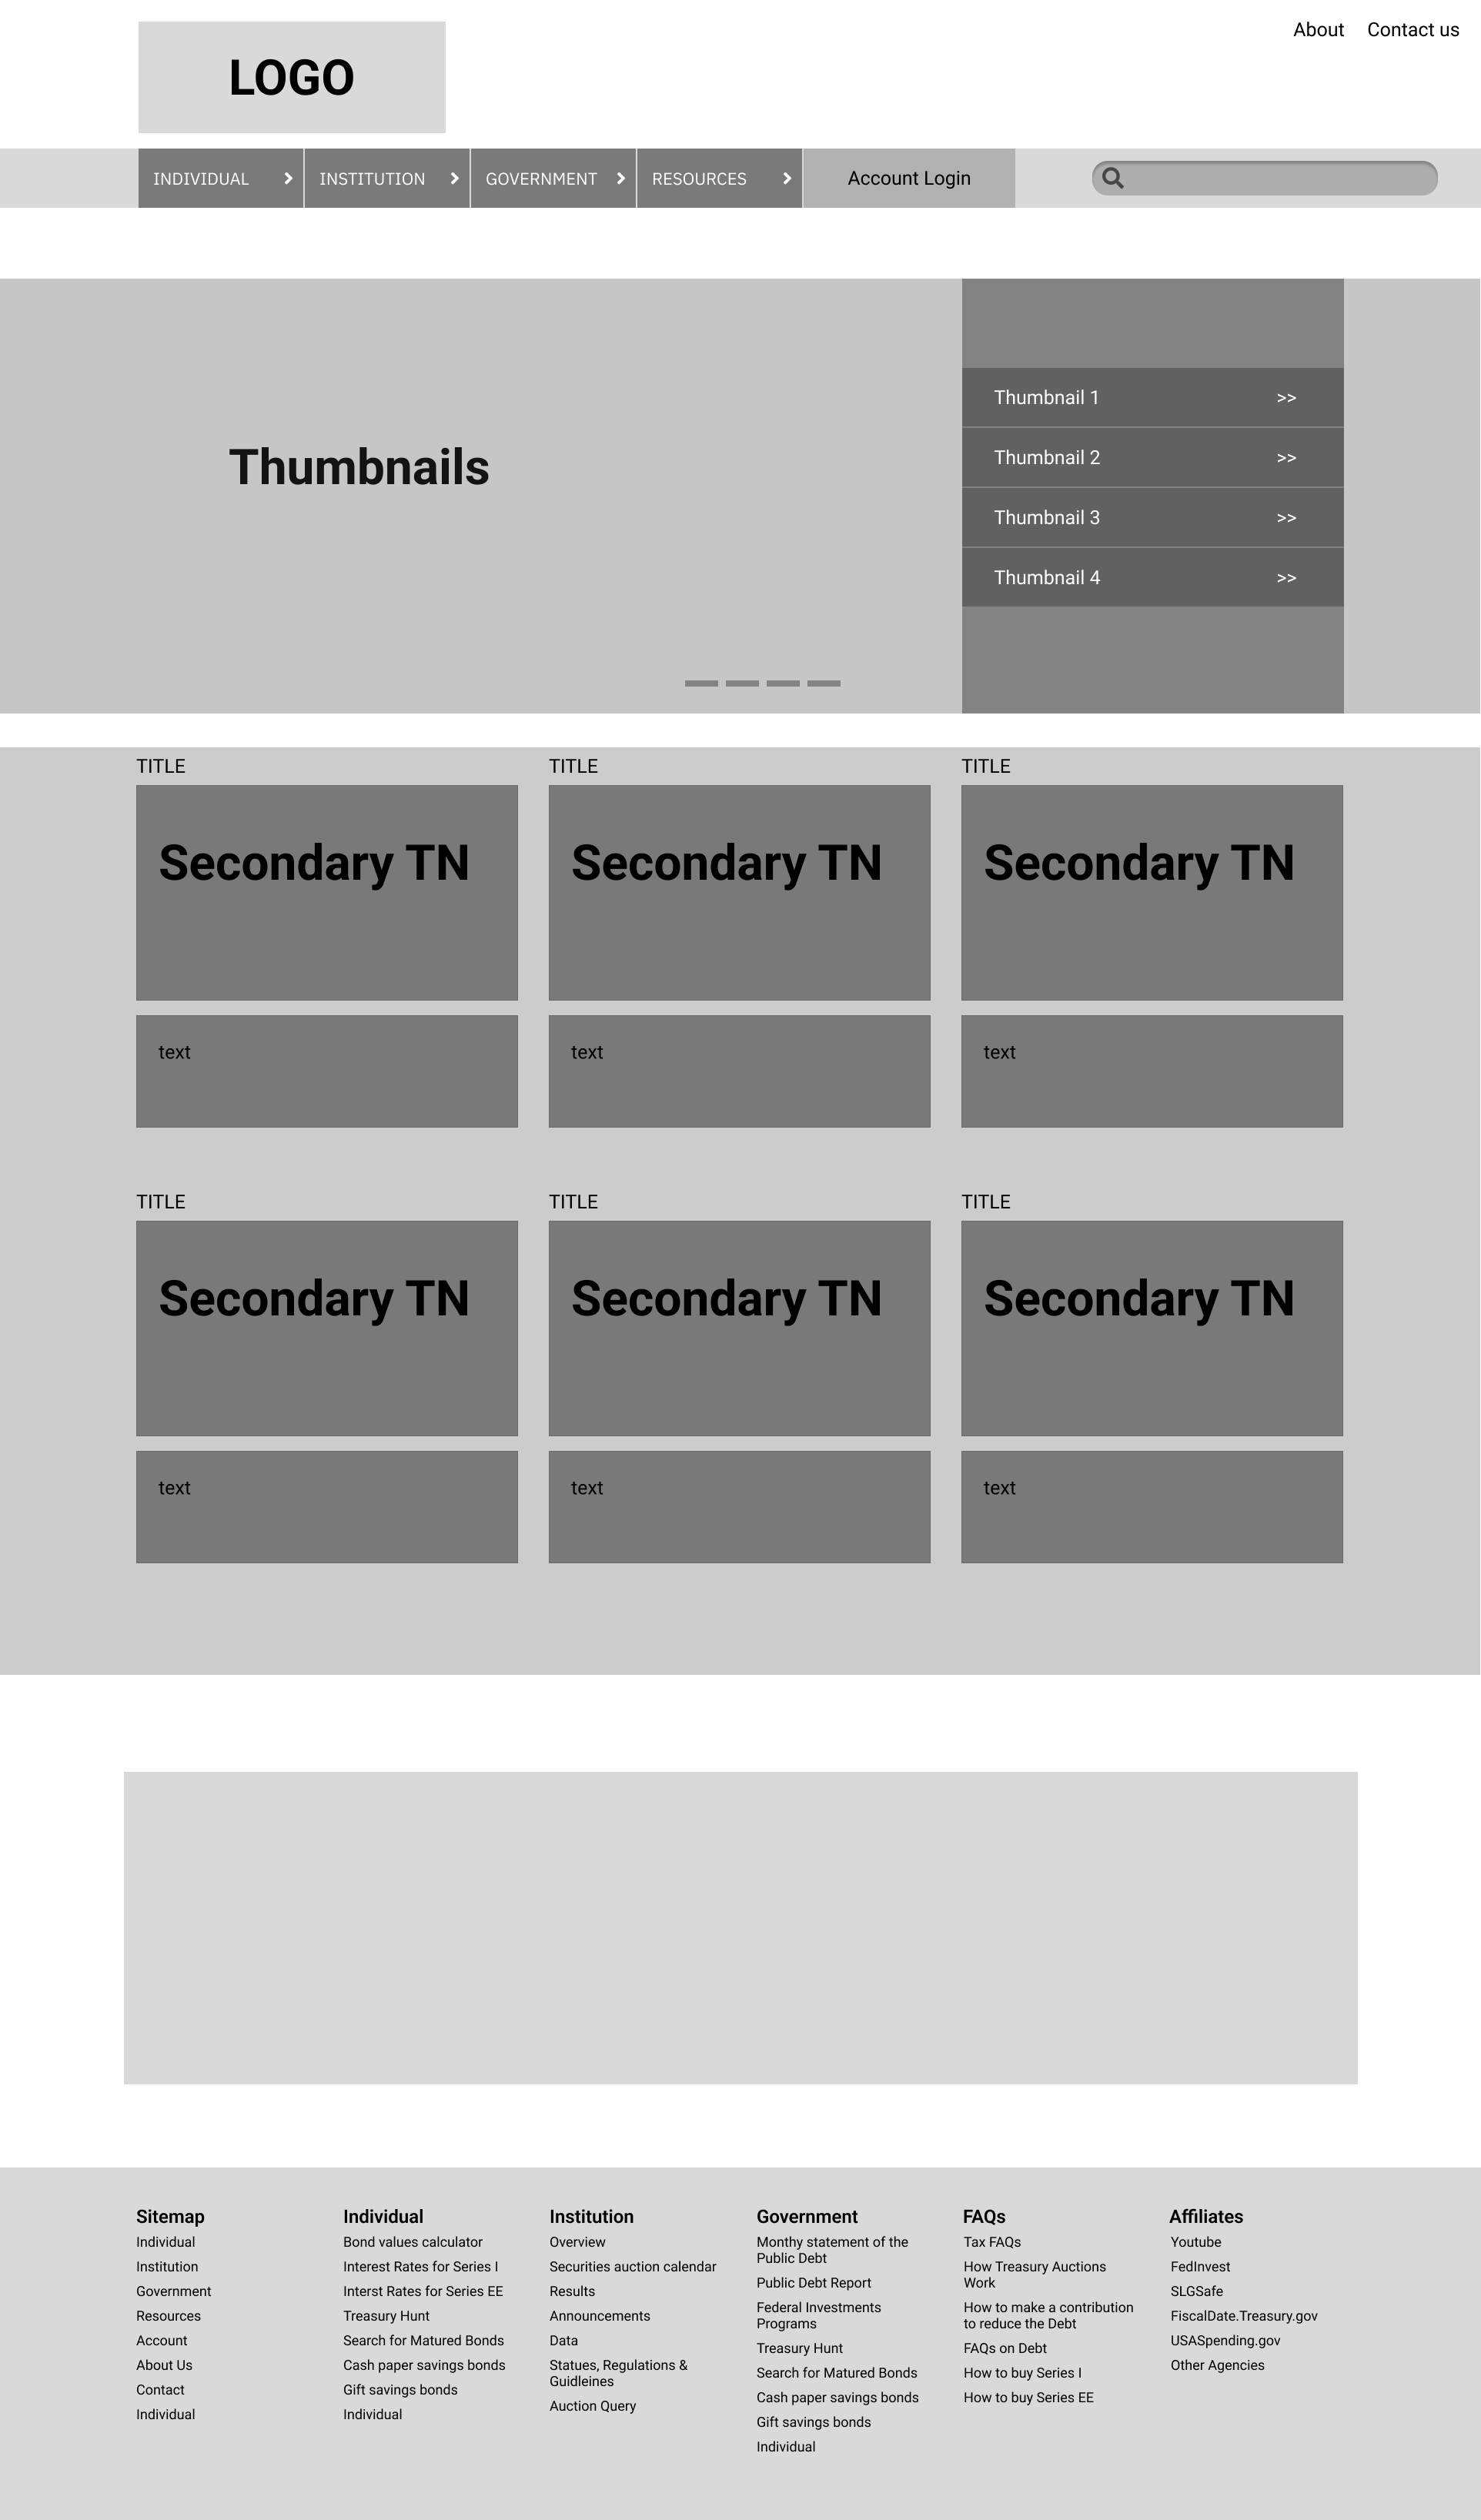 About Contact us
LOGO
INDIVIDUAL INSTITUTION GOVERNMENT RESOURCES Account Login
Thumbnails
Thumbnail 1 >>
Thumbnail 2 >>
Thumbnail 3 >>
Thumbnail 4 >>
TITLE TITLE TITLE
Secondary TN Secondary TN Secondary TN
text text text
TITLE TITLE TITLE
Secondary TN Secondary TN Secondary TN
text text text
Sitemap
Individual
Institution
Government
Resources
Account
About Us
Contact
Individual
Individual
Bond values calculator
Interest Rates for Series I
Interst Rates for Series EE
Treasury Hunt
Search for Matured Bonds
Cash paper savings bonds
Gift savings bonds
Individual
Institution
Overview
Securities auction calendar
Results
Announcements
Data
Statues, Regulations &
Guidleines
Auction Query
Government
Monthy statement of the
Public Debt
Public Debt Report
Federal Investments
Programs
Treasury Hunt
Search for Matured Bonds
Cash paper savings bonds
Gift savings bonds
Individual
FAQs
Tax FAQs
How Treasury Auctions
Work
How to make a contribution
to reduce the Debt
FAQs on Debt
How to buy Series I
How to buy Series EE
Affiliates
Youtube
FedInvest
SLGSafe
FiscalDate.Treasury.gov
USASpending.gov
Other Agencies